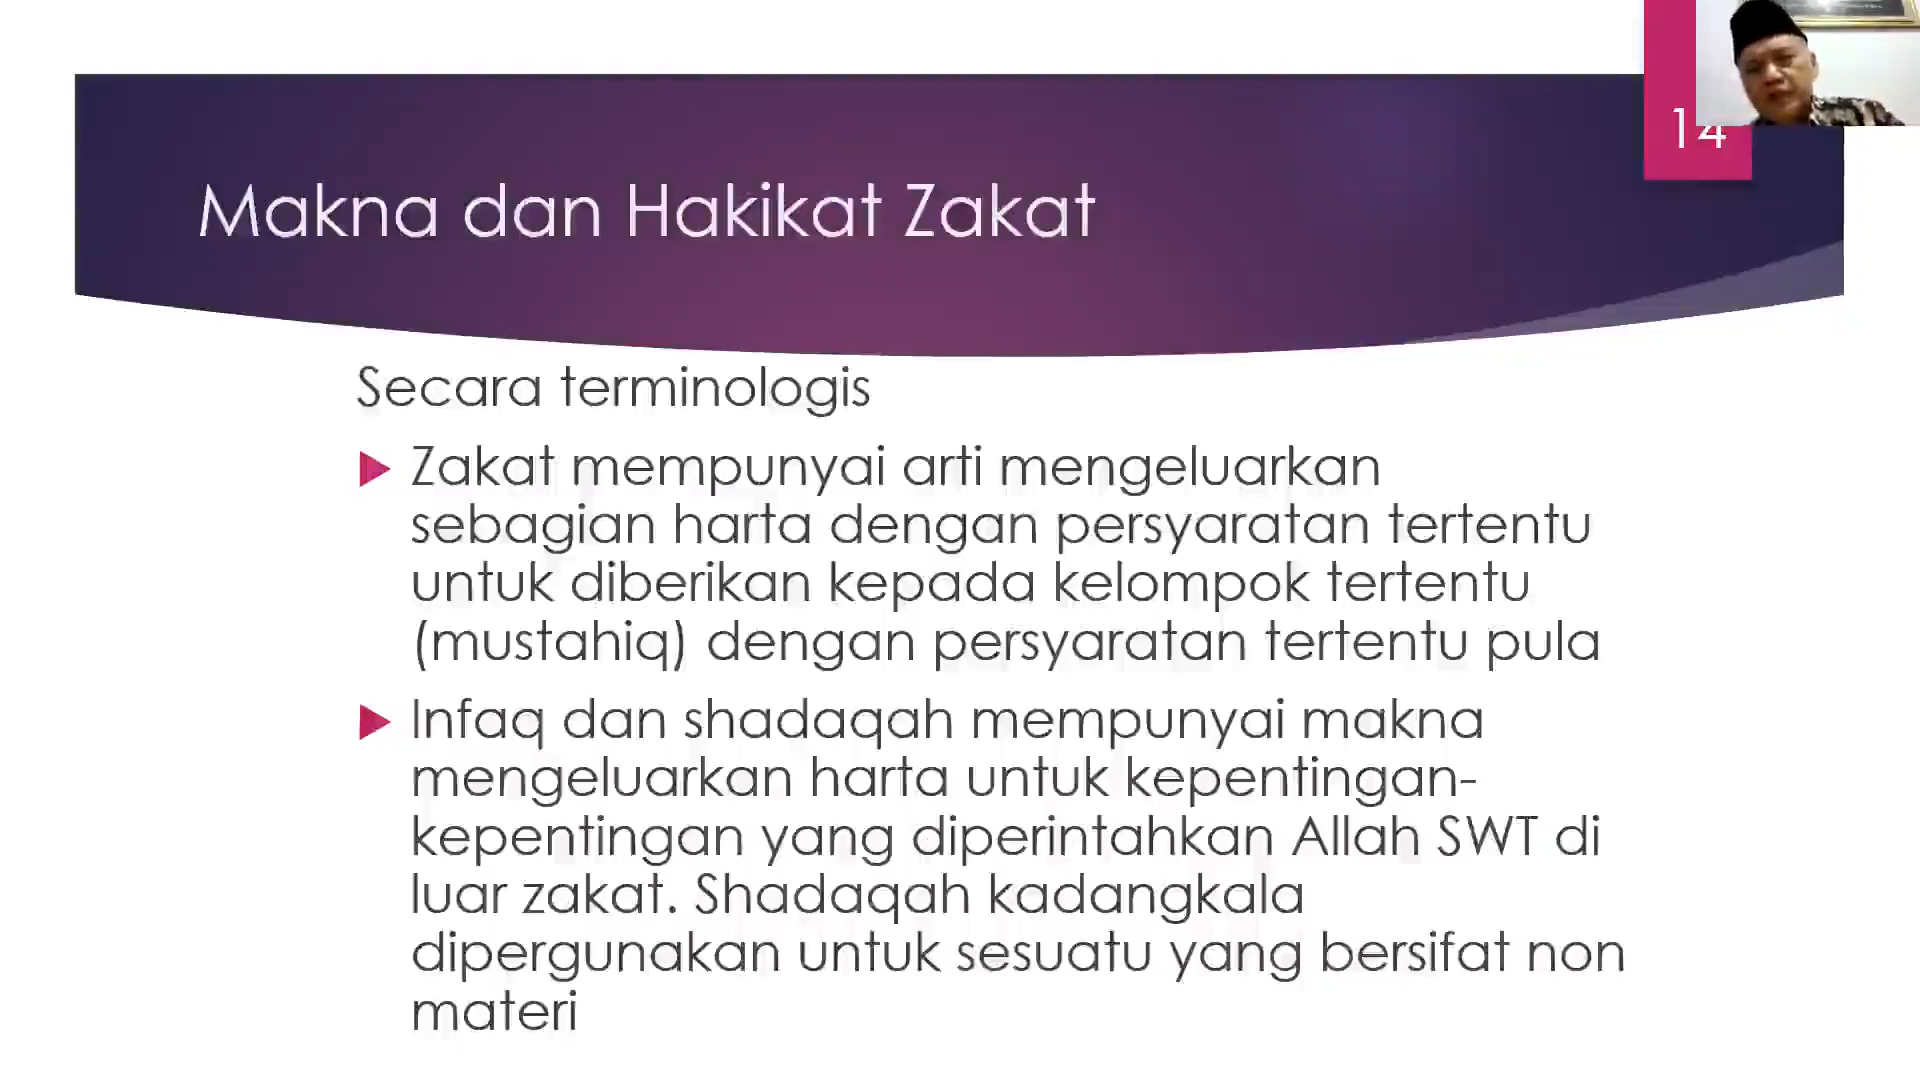 14
Makna dan Hakikat Zakat
Secara terminologis
Zakat mempunyai arti mengeluarkan
sebagian harta dengan persyaratan tertentu
untuk diberikan kepada kelompok tertentu
(mustahiq) dengan persyaratan tertentu pula
Infaq dan shadaqah mempunyai makna
mengeluarkan harta untuk kepentingan-
kepentingan yang diperintahkan Allah SWT di
luar zakat. Shadaqah kadangkala
dipergunakan untuk sesuatu yang bersifat non
materi